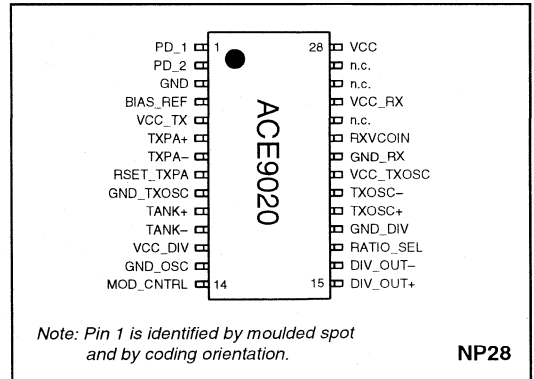 PD_1 1 28 VCC
PD_2 n.c.
GND n.c.
BIAS_REF VCC_RX
VCC_TX n.c.
TXPA+ RXVCOIN
TXPA− GND_RX
RSET_TXPA VCC_TXOSC
GND_TXOSC TXOSC−
TANK+ TXOSC+
TANK− GND_DIV
VCC_DIV RATIO_SEL
GND_OSC DIV_OUT−
MOD_CNTRL 14 15 DIV_OUT+
ACE9020
Note: Pin 1 is identified by moulded spot
and by coding orientation.
NP28